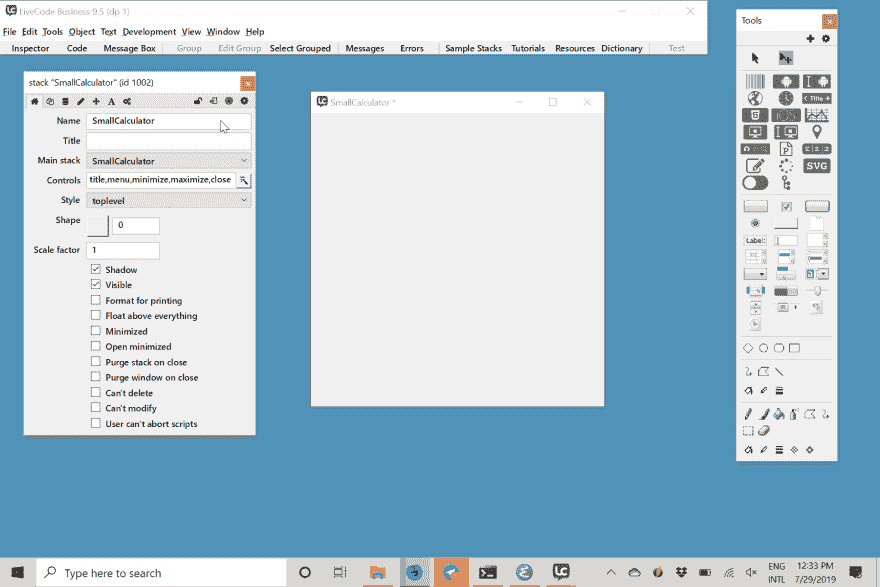 LiveCode Business 9.5 (dp 1)
File Edit Tools Object Text Development View Window Help
Inspector Code Message Box Group Edit Group Select Grouped Messages Errors Sample Stacks Tutorials Resources Dictionary Test
stack "SmallCalculator" (id 1002)
Name SmallCalculator
Title
Main stack SmallCalculator
Controls title,menu,minimize,maximize,close
Style toplevel
Shape 0
Scale factor 1
Shadow
Visible
Format for printing
Float above everything
Minimized
Open minimized
Purge stack on close
Purge window on close
Can't delete
Can't modify
User can't abort scripts
SmallCalculator *
Tools
Title
SVG
Label:
Type here to search
ENG
INTL
12:33 PM
7/29/2019